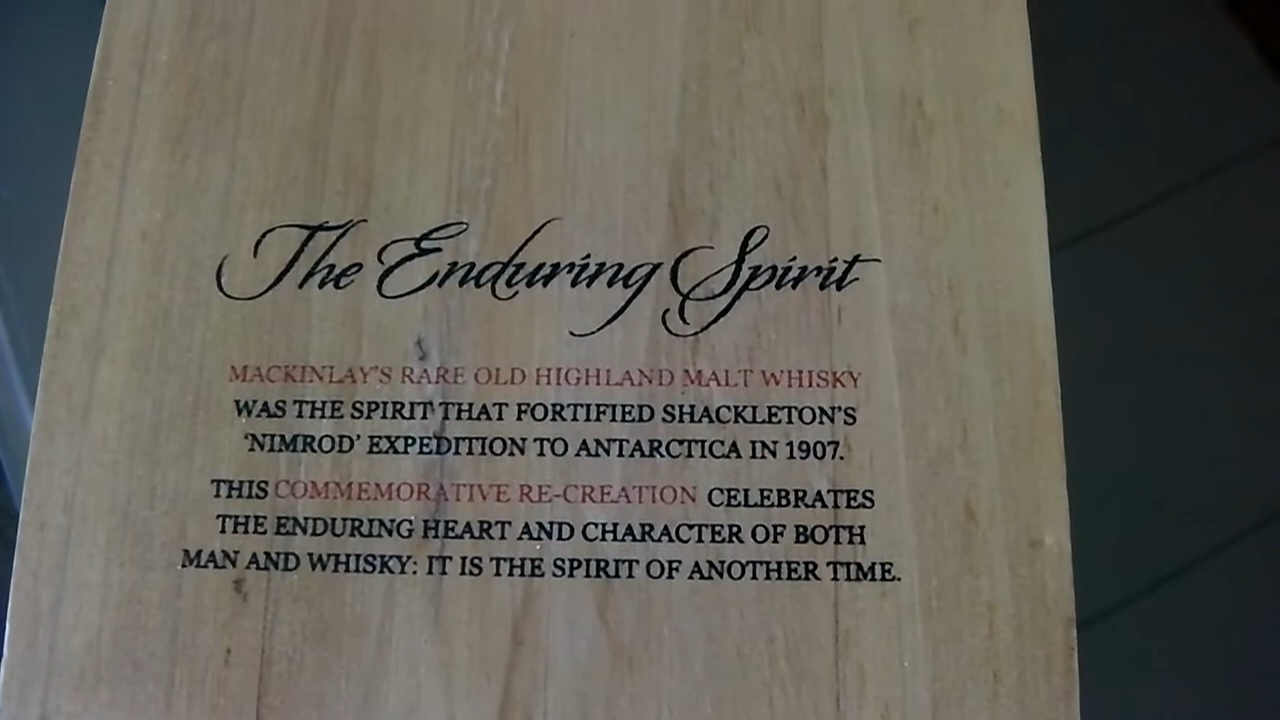 The Enduring Spirit
MACKINLAY'S RARE OLD HIGHLAND MALT WHISKY
WAS THE SPIRIT THAT FORTIFIED SHACKLETON'S
'NIMROD' EXPEDITION TO ANTARCTICA IN 1907.
THIS COMMEMORATIVE RE-CREATION CELEBRATES
THE ENDURING HEART AND CHARACTER OF BOTH
MAN AND WHISKY: IT IS THE SPIRIT OF ANOTHER TIME.